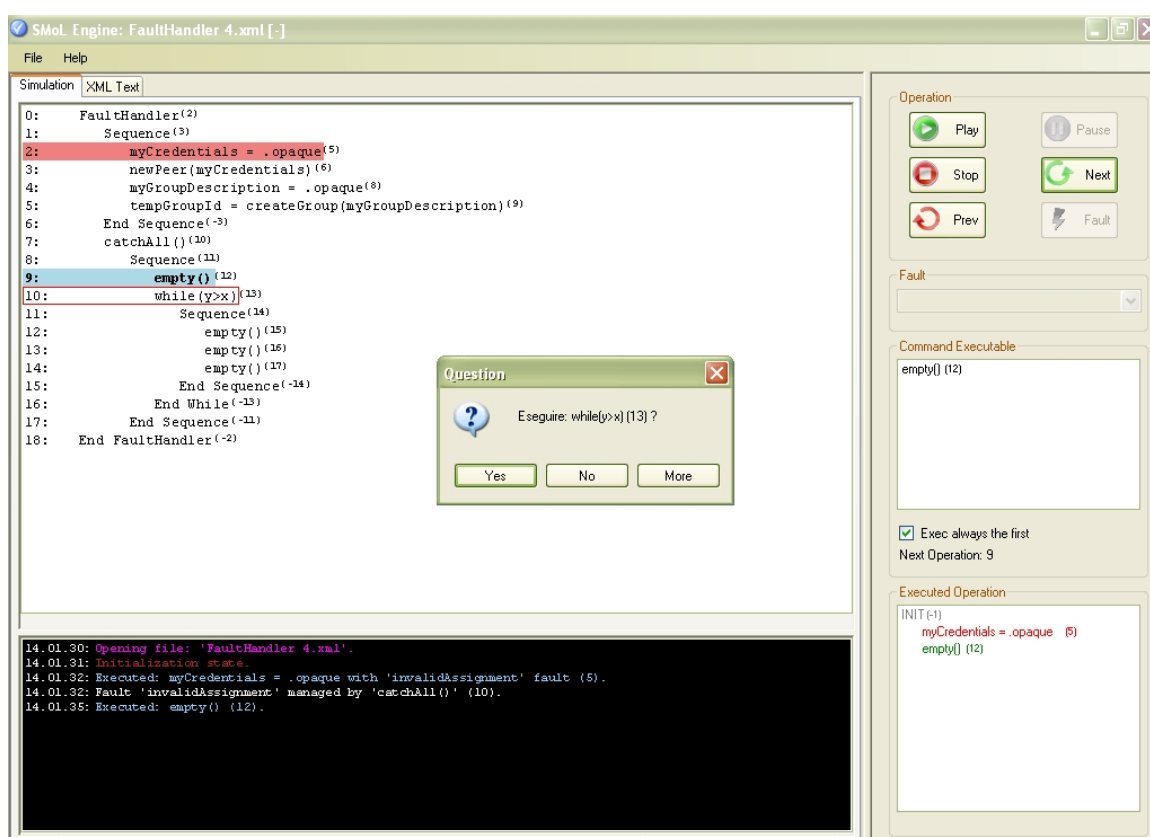 SMoL Engine: FaultHandler 4.xml [-]
File Help
Simulation XML Text
0: FaultHandler(2)
1: Sequence(3)
2: myCredentials = .opaque(5)
3: newPeer(myCredentials)(6)
4: myGroupDescription = .opaque(8)
5: tempGroupId = createGroup(myGroupDescription)(9)
6: End Sequence(-3)
7: catchAll()(10)
8: Sequence(11)
9: empty()(12)
10: while(y>x)(13)
11: Sequence(14)
12: empty()(15)
13: empty()(16)
14: empty()(17)
15: End Sequence(-14)
16: End While(-13)
17: End Sequence(-11)
18: End FaultHandler(-2)
Question
Eseguire: while(y>x) (13) ?
Yes No More
14.01.30: Opening file: 'FaultHandler 4.xml'.
14.01.31: Initialization state.
14.01.32: Executed: myCredentials = .opaque with 'invalidAssignment' fault (5).
14.01.32: Fault 'invalidAssignment' managed by 'catchAll()' (10).
14.01.35: Executed: empty() (12).
Operation
Play Pause
Stop Next
Prev Fault
Fault
Command Executable
empty() (12)
Exec always the first
Next Operation: 9
Executed Operation
INIT (-1)
myCredentials = .opaque (5)
empty() (12)